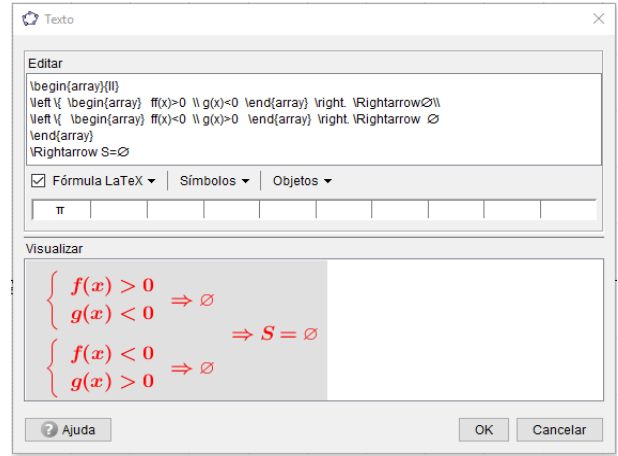 Texto
Editar
\begin{array}{ll}
\left \{  \begin{array}  ff(x)>0  \\ g(x)<0  \end{array}  \right.  \Rightarrow∅\\
\left \{  \begin{array}  ff(x)<0  \\ g(x)>0   \end{array}  \right. \Rightarrow  ∅
\end{array}
\Rightarrow S=∅
Fórmula LaTeX Símbolos Objetos
π
Visualizar
f(x) > 0
g(x) < 0
⇒ ∅
f(x) < 0
g(x) > 0
⇒ ∅
⇒ S = ∅
? Ajuda OK Cancelar